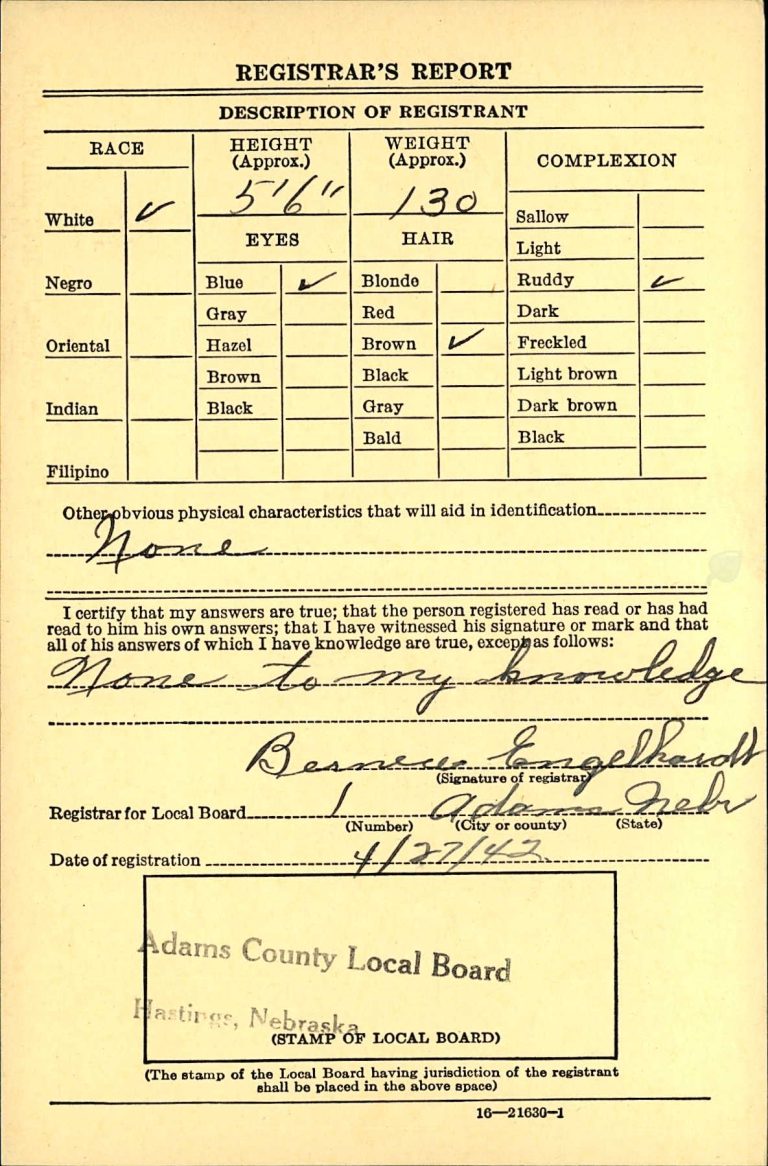 REGISTRAR'S REPORT
DESCRIPTION OF REGISTRANT
RACE
HEIGHT (Approx.)
WEIGHT (Approx.)
COMPLEXION
5'6"
130
White ✓
EYES
HAIR
Sallow
Light
Negro
Blue ✓
Blonde
Ruddy ✓
Gray
Red
Dark
Oriental
Hazel
Brown ✓
Freckled
Brown
Black
Light brown
Indian
Black
Gray
Dark brown
Bald
Black
Filipino
Other obvious physical characteristics that will aid in identification
None
I certify that my answers are true; that the person registered has read or has had
read to him his own answers; that I have witnessed his signature or mark and that
all of his answers of which I have knowledge are true, except as follows:
None to my knowledge
Engelhardt
(Signature of registrar)
Registrar for Local Board 1 Adams Nebr
(Number) (City or county) (State)
Date of registration 4/27/42
Adams County Local Board
Hastings, Nebraska
(STAMP OF LOCAL BOARD)
(The stamp of the Local Board having jurisdiction of the registrant
shall be placed in the above space)
16—21630-1